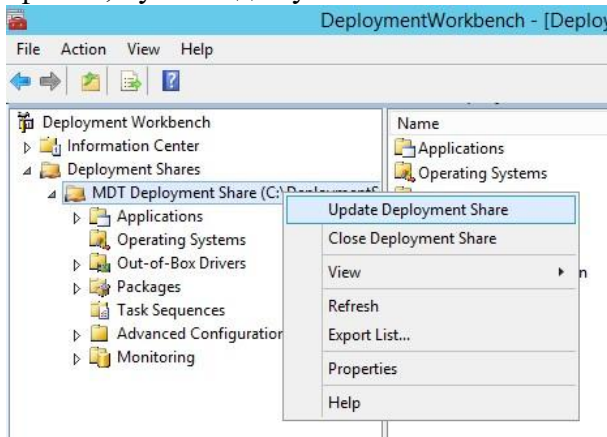 DeploymentWorkbench - [Deploy
File Action View Help
Deployment Workbench
Information Center
Deployment Shares
MDT Deployment Share (C:\DeploymentS
Applications
Operating Systems
Out-of-Box Drivers
Packages
Task Sequences
Advanced Configuration
Monitoring
Name
Applications
Operating Systems
Update Deployment Share
Close Deployment Share
View
Refresh
Export List...
Properties
Help